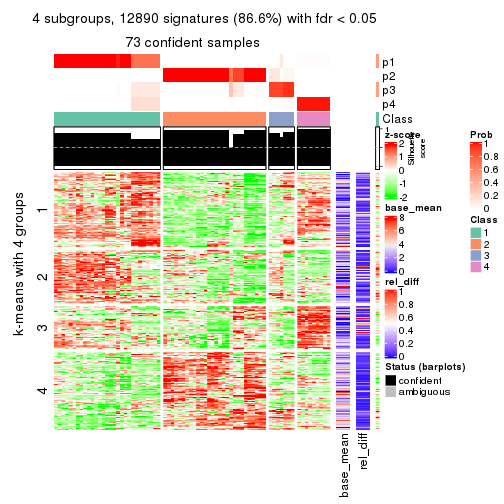 4 subgroups, 12890 signatures (86.6%) with fdr < 0.05
73 confident samples
p1
p2
p3
p4
Class
1
0
Silhouette
score
k-means with 4 groups
1
2
3
4
base_mean
rel_diff
z-score
2
1
0
-1
-2
base_mean
8
6
4
2
0
rel_diff
1
0.8
0.6
0.4
0.2
0
Status (barplots)
confident
ambiguous
Prob
1
0.8
0.6
0.4
0.2
0
Class
1
2
3
4